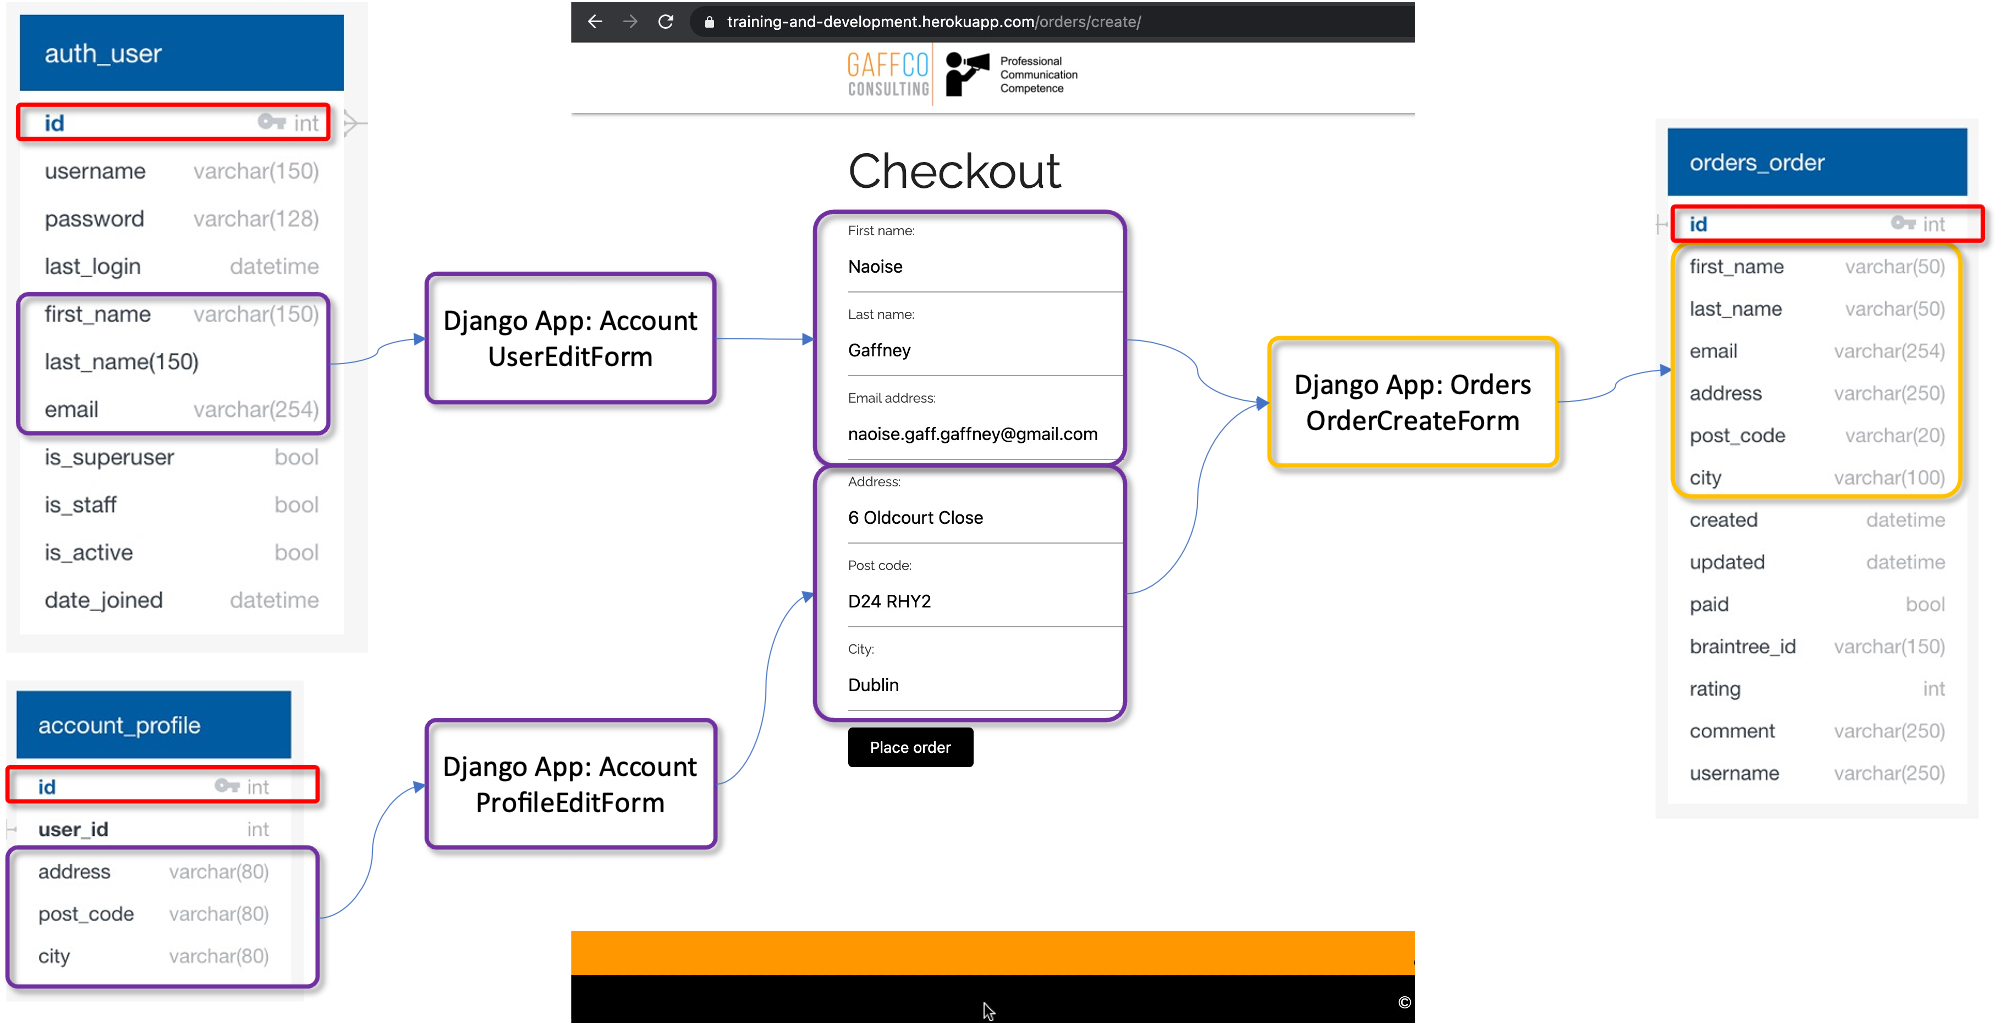 auth_user
id int
username varchar(150)
password varchar(128)
last_login datetime
first_name varchar(150)
last_name(150)
email varchar(254)
is_superuser bool
is_staff bool
is_active bool
date_joined datetime
account_profile
id int
user_id int
address varchar(80)
post_code varchar(80)
city varchar(80)
Django App: Account
UserEditForm
Django App: Account
ProfileEditForm
training-and-development.herokuapp.com/orders/create/
GAFFCO
CONSULTING
Professional
Communication
Competence
Checkout
First name:
Naoise
Last name:
Gaffney
Email address:
naoise.gaff.gaffney@gmail.com
Address:
6 Oldcourt Close
Post code:
D24 RHY2
City:
Dublin
Place order
©
Django App: Orders
OrderCreateForm
orders_order
id int
first_name varchar(50)
last_name varchar(50)
email varchar(254)
address varchar(250)
post_code varchar(20)
city varchar(100)
created datetime
updated datetime
paid bool
braintree_id varchar(150)
rating int
comment varchar(250)
username varchar(250)